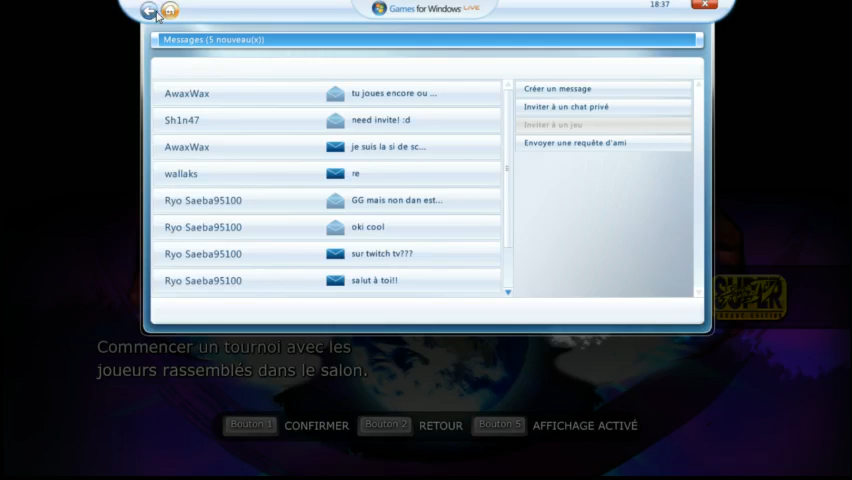 Games for Windows LIVE
18:37
Messages (5 nouveau(x))
AwaxWax tu joues encore ou ...
Sh1n47 need invite! :d
AwaxWax je suis la si de sc...
wallaks re
Ryo Saeba95100 GG mais non dan est...
Ryo Saeba95100 oki cool
Ryo Saeba95100 sur twitch tv???
Ryo Saeba95100 salut à toi!!
Créer un message
Inviter à un chat privé
Inviter à un jeu
Envoyer une requête d'ami
SUPER
Commencer un tournoi avec les
joueurs rassemblés dans le salon.
Bouton 1 CONFIRMER Bouton 2 RETOUR Bouton 5 AFFICHAGE ACTIVÉ